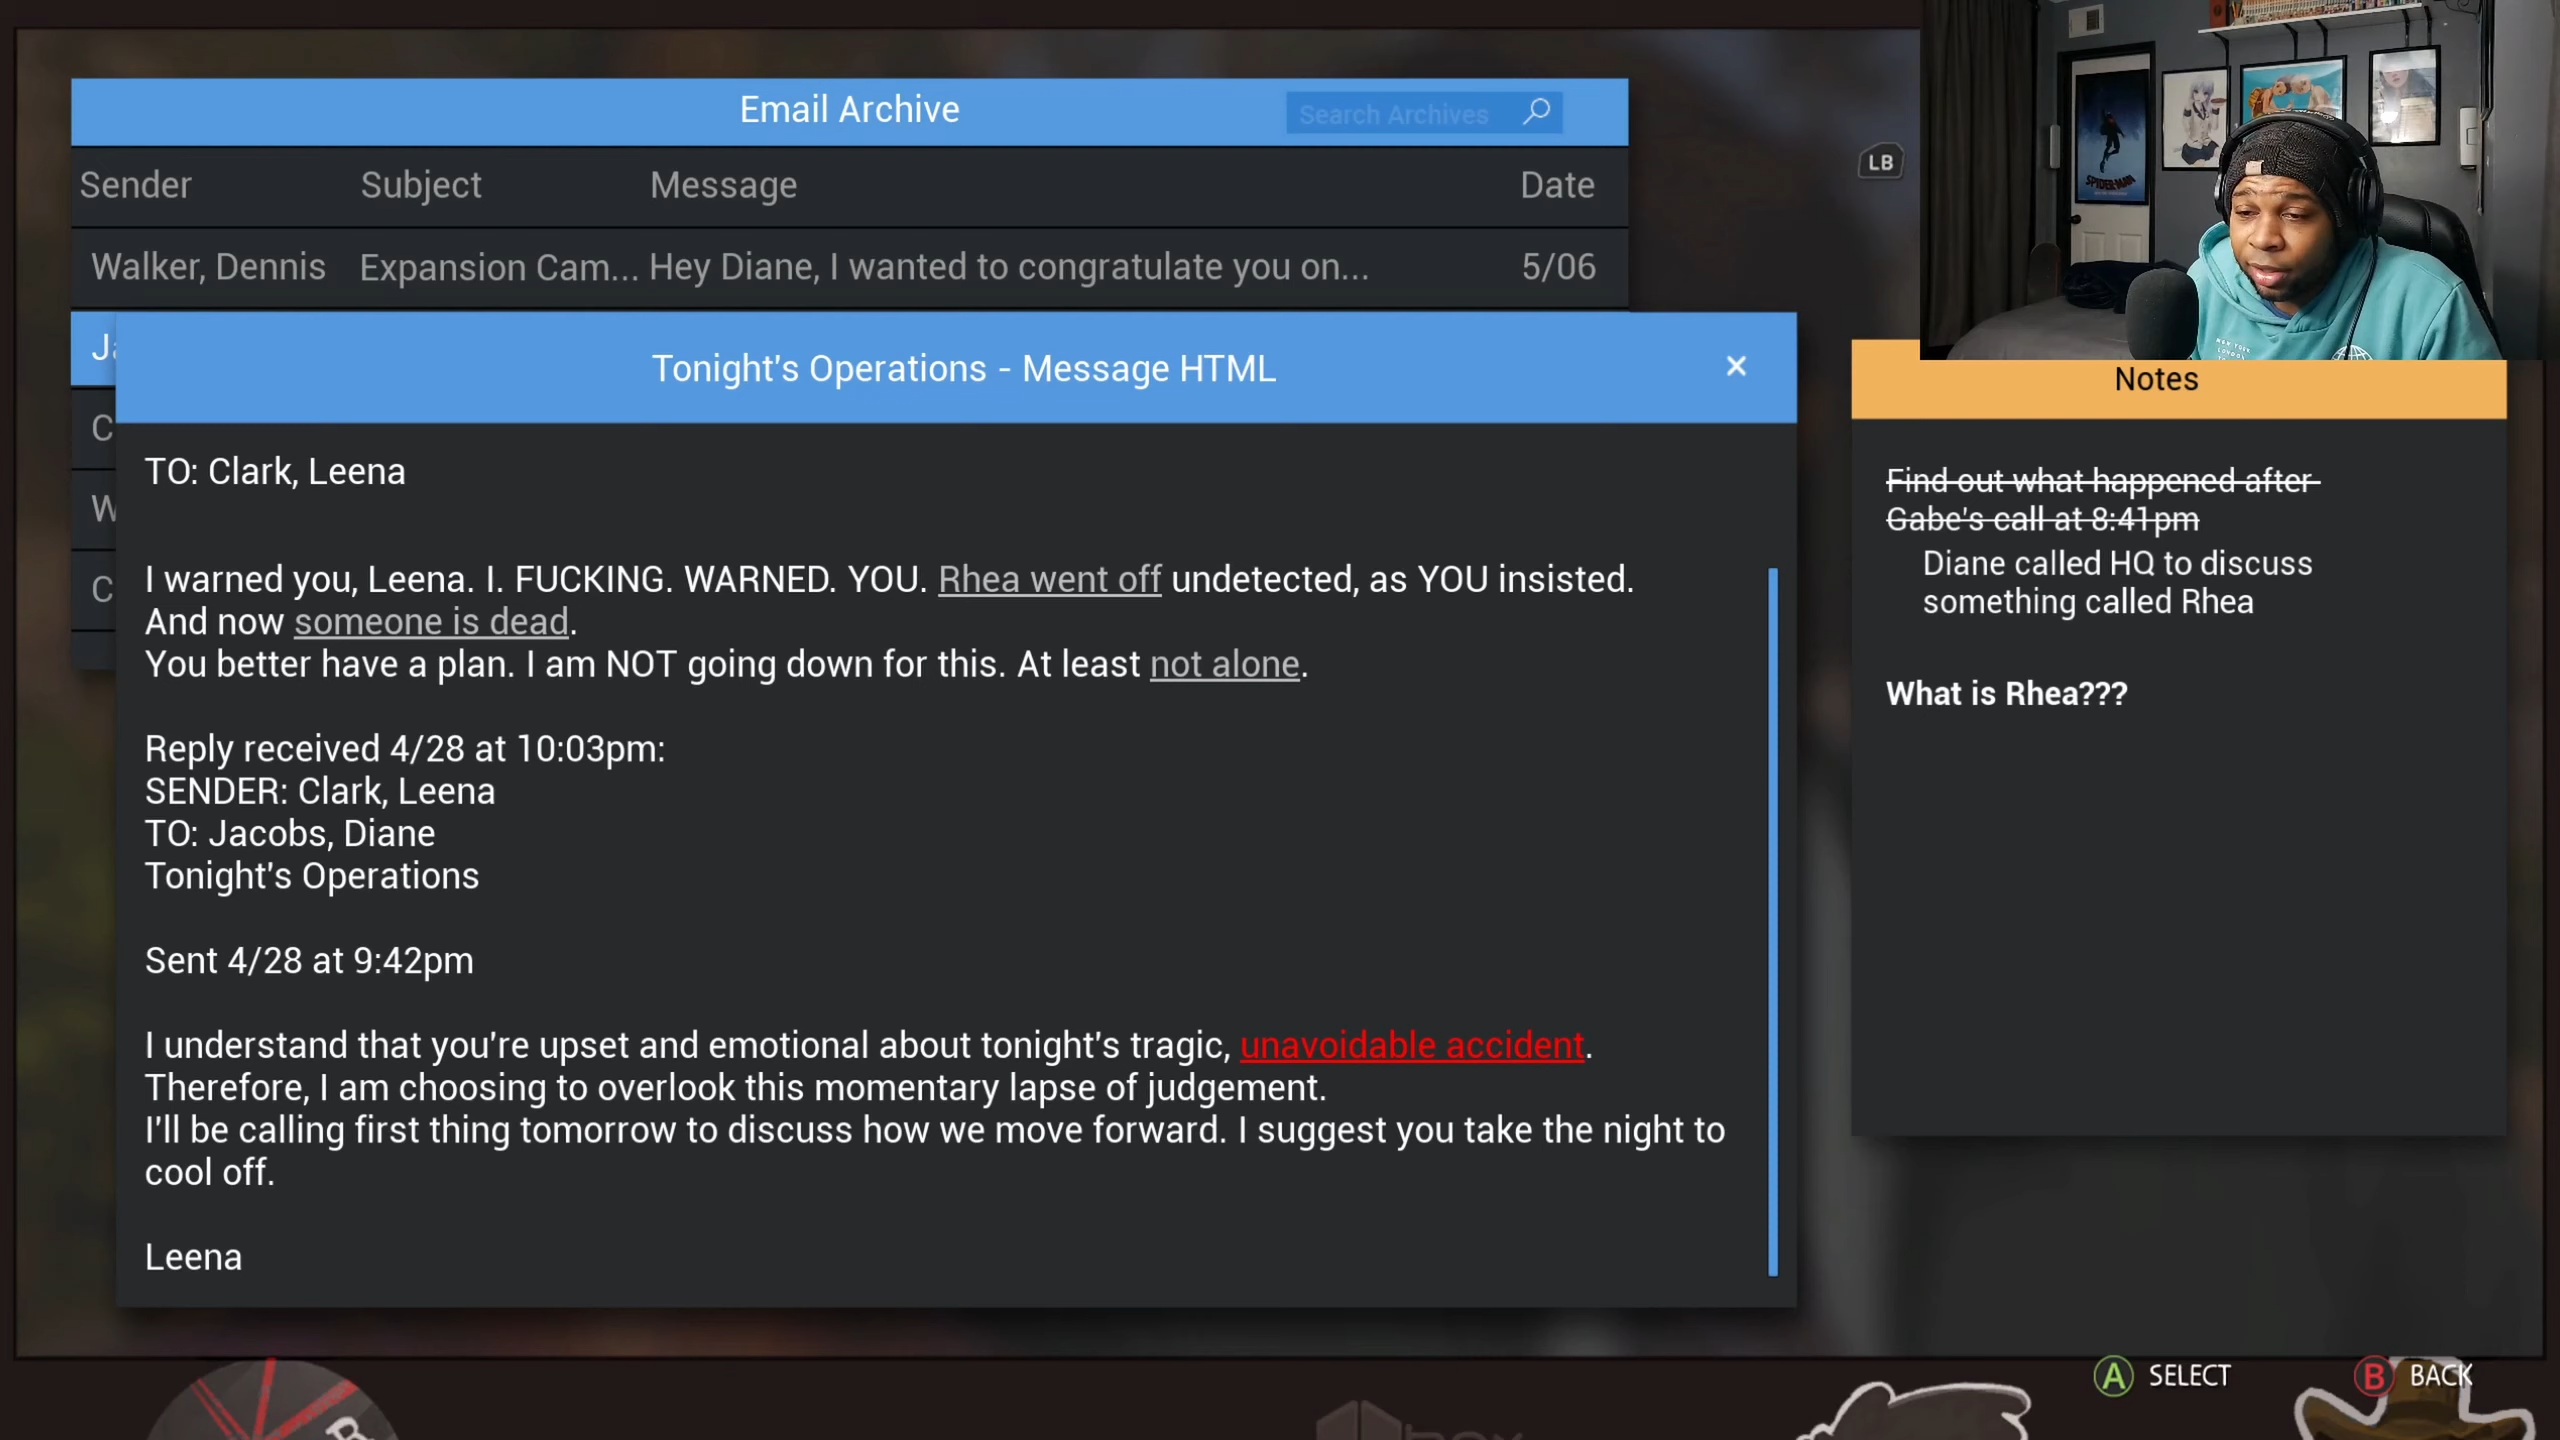 Email Archive
Search Archives
Sender Subject Message Date
Walker, Dennis Expansion Cam... Hey Diane, I wanted to congratulate you on... 5/06
LB
SPIDER-MAN
Tonight's Operations - Message HTML
Notes
TO: Clark, Leena
I warned you, Leena. I. FUCKING. WARNED. YOU. Rhea went off undetected, as YOU insisted.
And now someone is dead.
You better have a plan. I am NOT going down for this. At least not alone.
Reply received 4/28 at 10:03pm:
SENDER: Clark, Leena
TO: Jacobs, Diane
Tonight's Operations
Sent 4/28 at 9:42pm
I understand that you're upset and emotional about tonight's tragic, unavoidable accident.
Therefore, I am choosing to overlook this momentary lapse of judgement.
I'll be calling first thing tomorrow to discuss how we move forward. I suggest you take the night to
cool off.
Leena
Find out what happened after
Gabe's call at 8:41pm
Diane called HQ to discuss
something called Rhea
What is Rhea???
A SELECT
B BACK